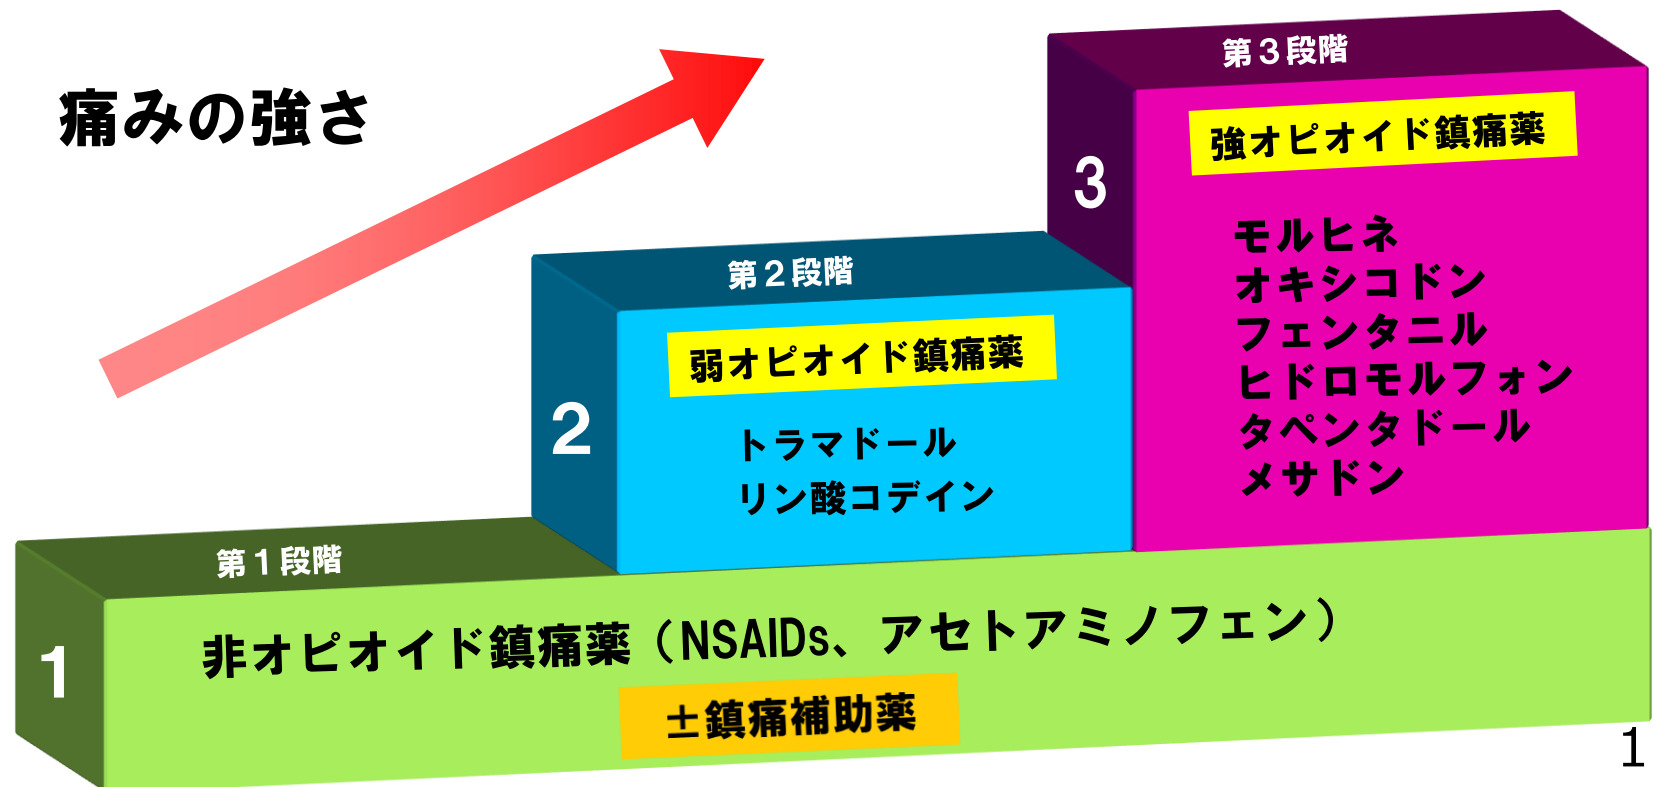 痛みの強さ
第3段階
3
強オピオイド鎮痛薬
モルヒネ
オキシコドン
フェンタニル
ヒドロモルフォン
タペンタドール
メサドン
第2段階
2
弱オピオイド鎮痛薬
トラマドール
リン酸コデイン
第1段階
1
非オピオイド鎮痛薬（NSAIDs、アセトアミノフェン）
±鎮痛補助薬
1